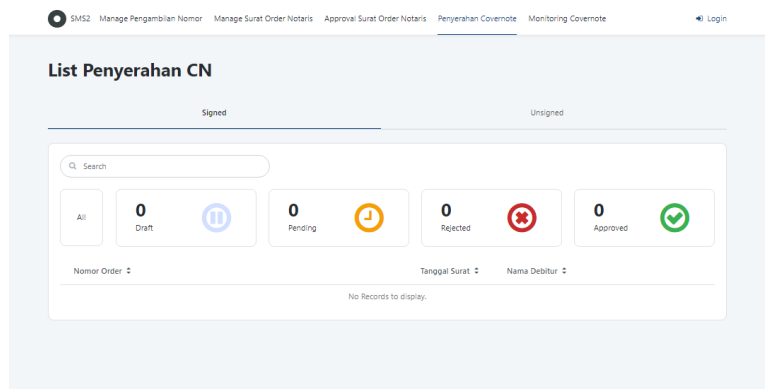 SMS2 Manage Pengambilan Nomor Manage Surat Order Notaris Approval Surat Order Notaris Penyerahan Covernote Monitoring Covernote Login
List Penyerahan CN
Signed Unsigned
Search
All
0 0 0 0
Draft Pending Rejected Approved
Nomor Order Tanggal Surat Nama Debitur
No Records to display.